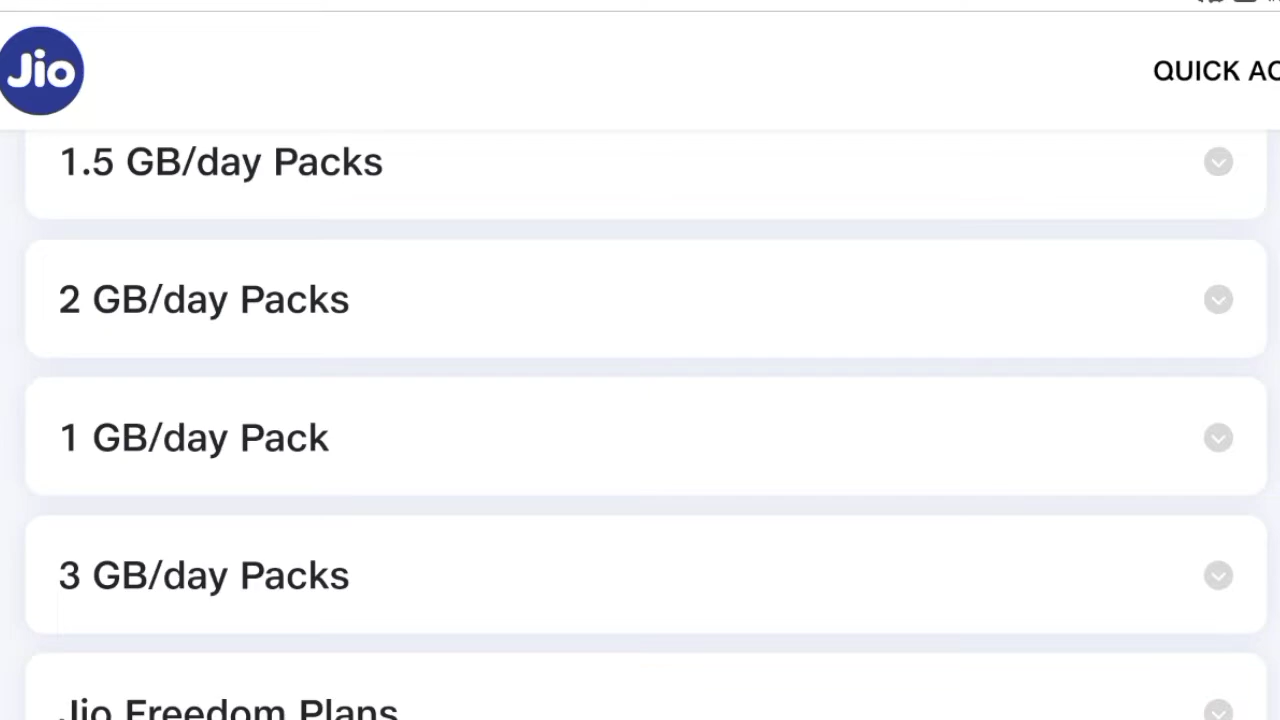 Jio
QUICK AC
1.5 GB/day Packs
2 GB/day Packs
1 GB/day Pack
3 GB/day Packs
Jio Freedom Plans